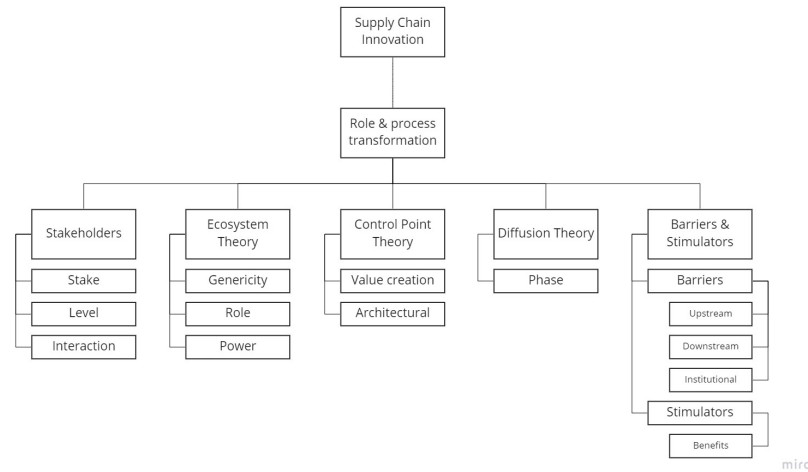 Supply Chain
Innovation
Role & process
transformation
Stakeholders
Stake
Level
Interaction
Ecosystem
Theory
Genericity
Role
Power
Control Point
Theory
Value creation
Architectural
Diffusion Theory
Phase
Barriers &
Stimulators
Barriers
Upstream
Downstream
Institutional
Stimulators
Benefits
miro